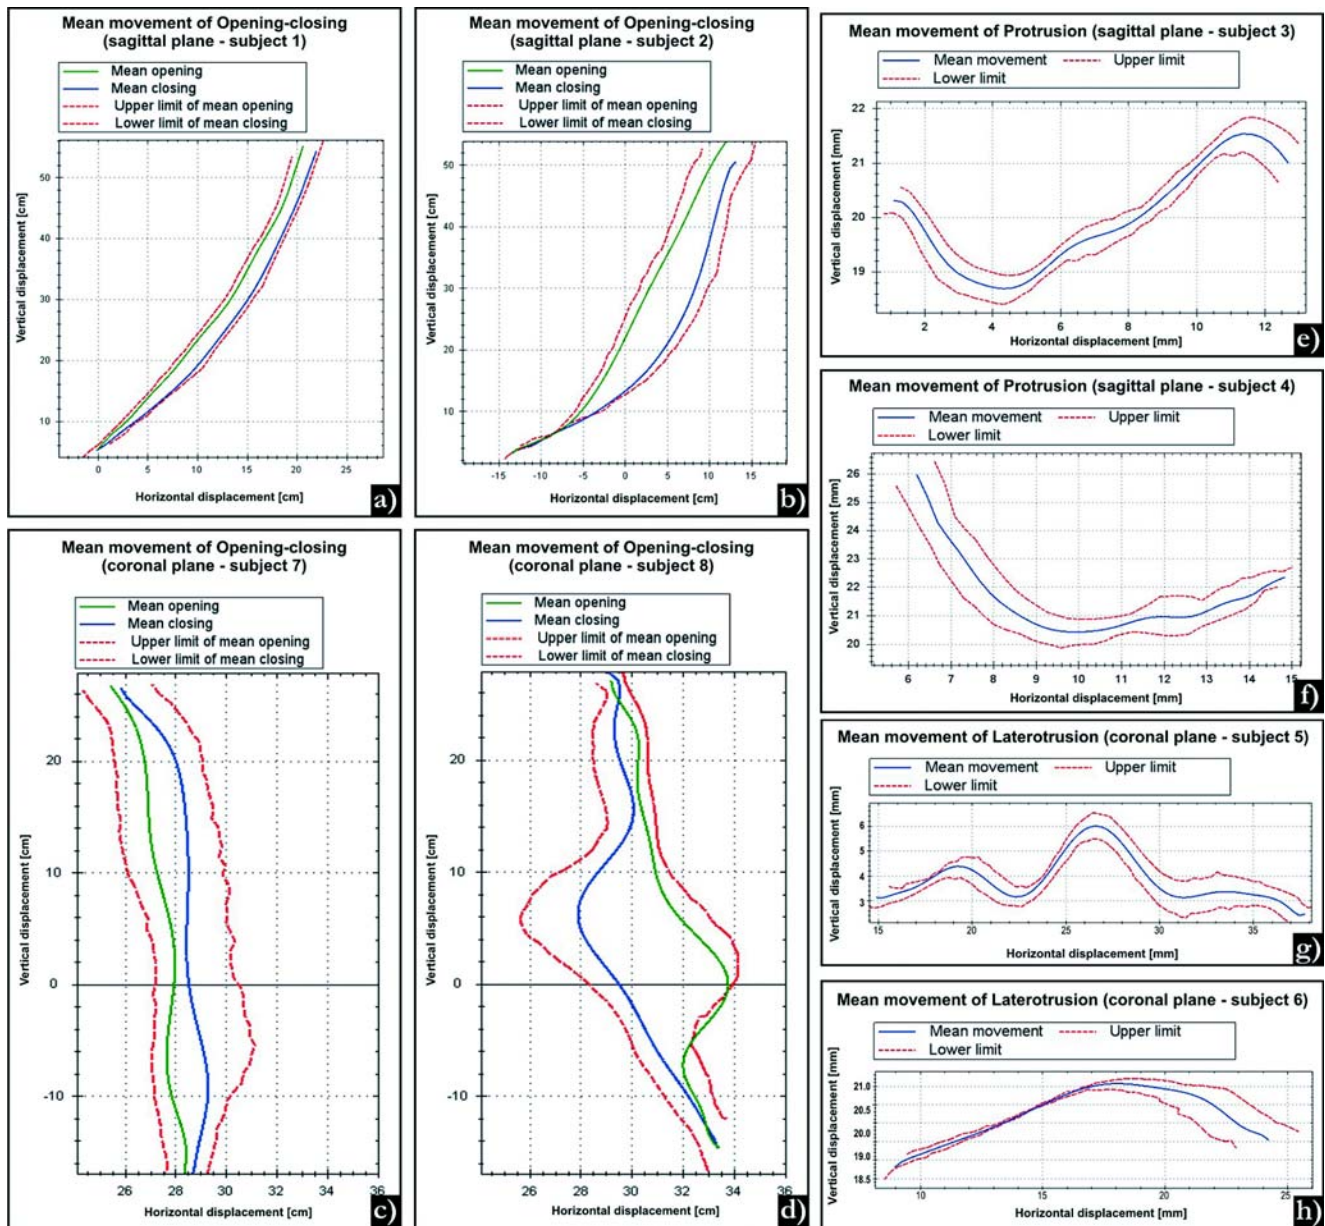 Mean movement of Opening-closing
(sagittal plane - subject 1)
Mean opening
Mean closing
Upper limit of mean opening
Lower limit of mean closing
50
40
30
20
10
0 5 10 15 20 25
Vertical displacement [cm]
Horizontal displacement [cm]
a)
Mean movement of Opening-closing
(sagittal plane - subject 2)
Mean opening
Mean closing
Upper limit of mean opening
Lower limit of mean closing
50
40
30
20
10
-15 -10 -5 0 5 10 15
Vertical displacement [cm]
Horizontal displacement [cm]
b)
Mean movement of Protrusion (sagittal plane - subject 3)
Mean movement Upper limit
Lower limit
22
21
20
19
2 4 6 8 10 12
Vertical displacement [mm]
Horizontal displacement [mm]
e)
Mean movement of Protrusion (sagittal plane - subject 4)
Mean movement Upper limit
Lower limit
26
25
24
23
22
21
20
6 7 8 9 10 11 12 13 14 15
Vertical displacement [mm]
Horizontal displacement [mm]
f)
Mean movement of Opening-closing
(coronal plane - subject 7)
Mean opening
Mean closing
Upper limit of mean opening
Lower limit of mean closing
20
10
0
-10
26 28 30 32 34 36
Vertical displacement [cm]
Horizontal displacement [cm]
c)
Mean movement of Opening-closing
(coronal plane - subject 8)
Mean opening
Mean closing
Upper limit of mean opening
Lower limit of mean closing
20
10
0
-10
26 28 30 32 34 36
Vertical displacement [cm]
Horizontal displacement [cm]
d)
Mean movement of Laterotrusion (coronal plane - subject 5)
Mean movement Upper limit
Lower limit
6
5
4
3
15 20 25 30 35
Vertical displacement [mm]
Horizontal displacement [mm]
g)
Mean movement of Laterotrusion (coronal plane - subject 6)
Mean movement Upper limit
Lower limit
21.0
20.5
20.0
19.0
18.5
10 15 20 25
Vertical displacement [mm]
Horizontal displacement [mm]
h)